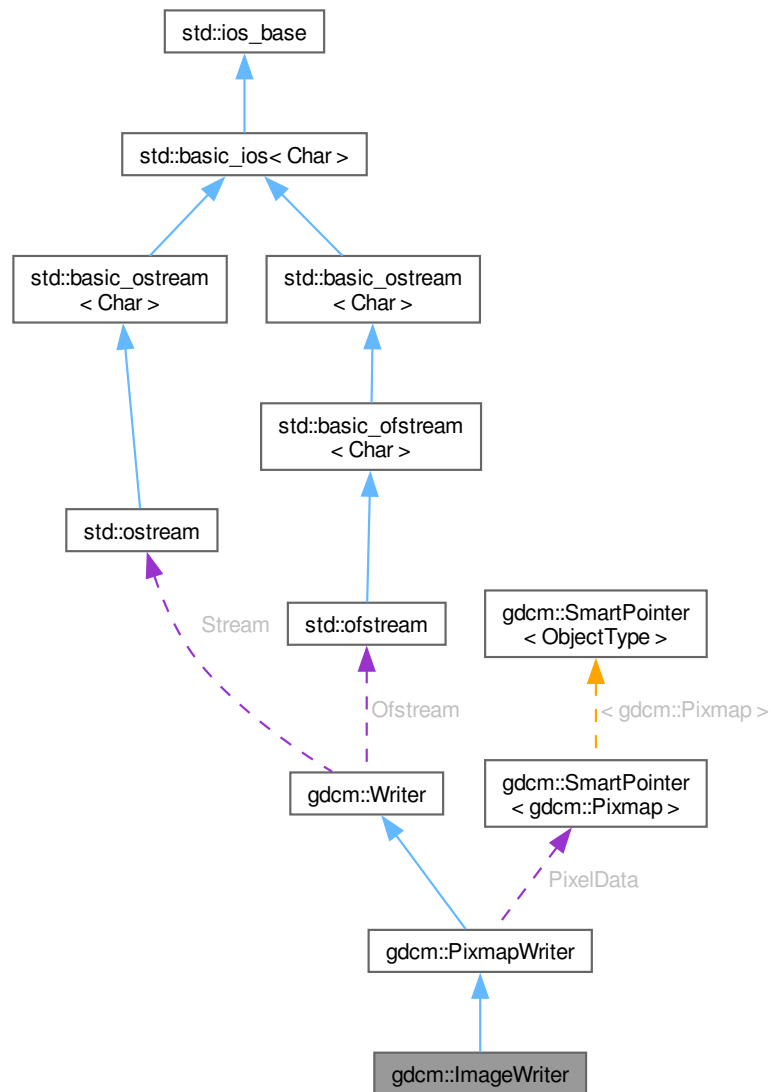 std::ios_base
std::basic_ios< Char >
std::basic_ostream
< Char >
std::basic_ostream
< Char >
std::basic_ofstream
< Char >
std::ostream
std::ofstream
gdcm::SmartPointer
< ObjectType >
Stream
Ofstream
< gdcm::Pixmap >
gdcm::Writer
gdcm::SmartPointer
< gdcm::Pixmap >
PixelData
gdcm::PixmapWriter
gdcm::ImageWriter